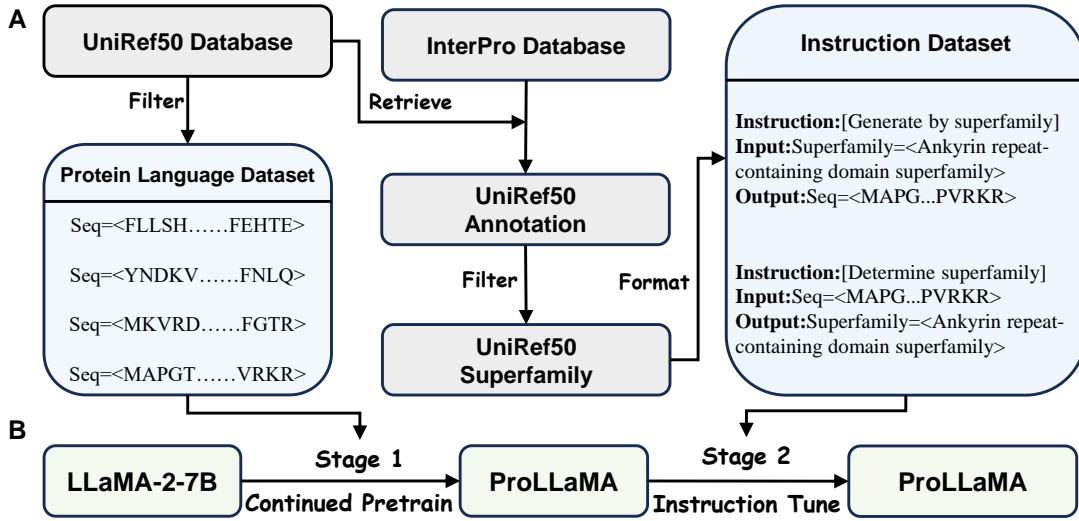 A
UniRef50 Database
InterPro Database
Instruction Dataset
Filter
Retrieve
Protein Language Dataset
Seq=<FLLSH……FEHTE>
Seq=<YNDKV……FNLQ>
Seq=<MKVRD……FGTR>
Seq=<MAPGT……VRKR>
UniRef50
Annotation
Filter
Format
UniRef50
Superfamily
Instruction:[Generate by superfamily]
Input:Superfamily=<Ankyrin repeat-
containing domain superfamily>
Output:Seq=<MAPG...PVRKR>
Instruction:[Determine superfamily]
Input:Seq=<MAPG...PVRKR>
Output:Superfamily=<Ankyrin repeat-
containing domain superfamily>
B
LLaMA-2-7B
Stage 1
Continued Pretrain
ProLLaMA
Stage 2
Instruction Tune
ProLLaMA